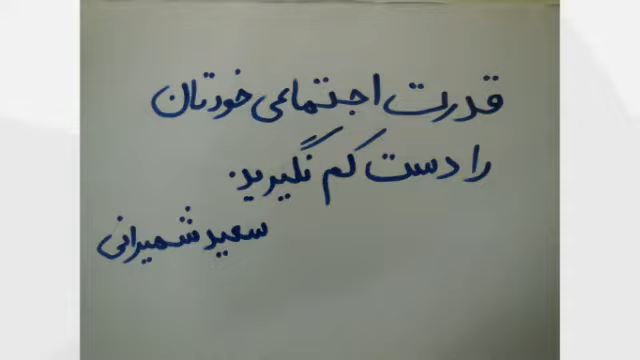 قدرت اجتماعی خودتان
را دست کم نگیرید.
سعید شمیرانی